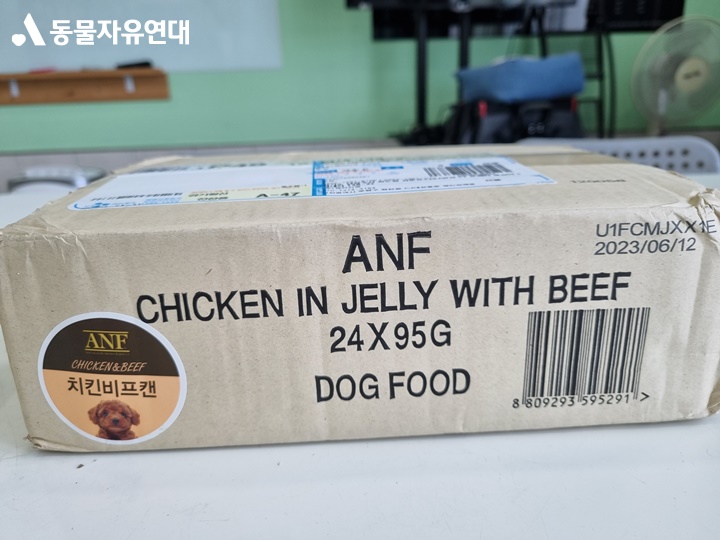 동물자유연대
A-47
ANF
CHICKEN IN JELLY WITH BEEF
24X95G
DOG FOOD
U1FCMJXX1E
2023/06/12
8 809293 595291 >
ANF
CHICKEN&BEEF
치킨비프캔